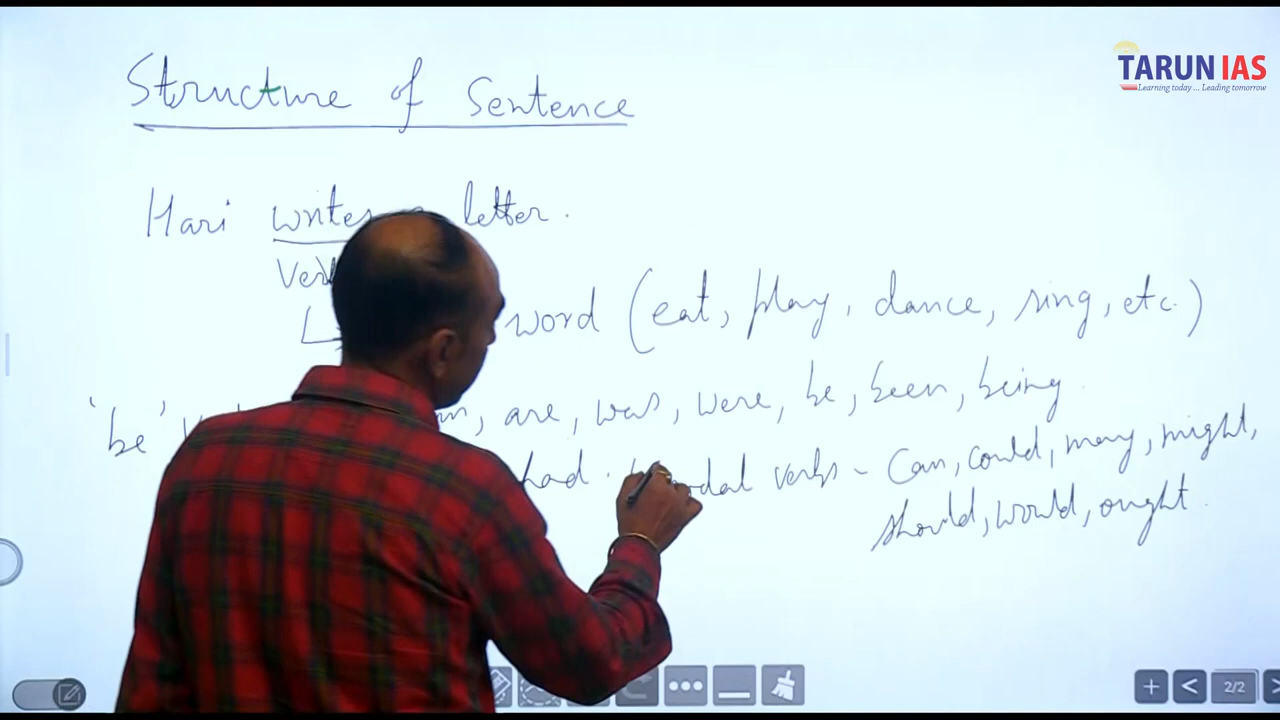 TARUN IAS
Learning today ... Leading tomorrow
Structure of Sentence
Hari writes letter.
word (eat, play, dance, sing, etc.)
'be' are, was, were, be, been, being
had. modal verbs - Can, could, may, might,
should, would, ought
2/2